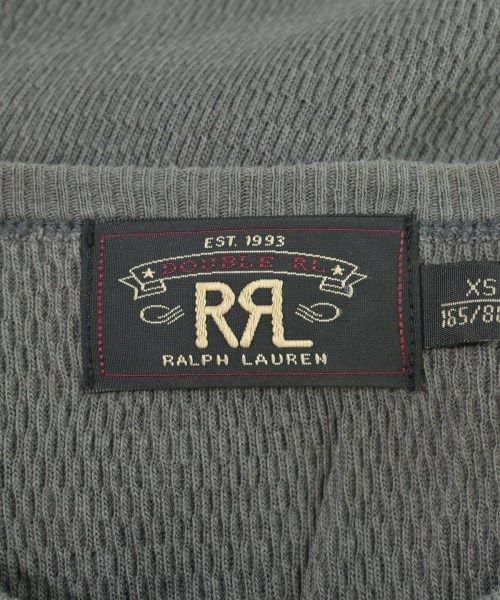 EST. 1993
DOUBLE RL
RRL
RALPH LAUREN
XS